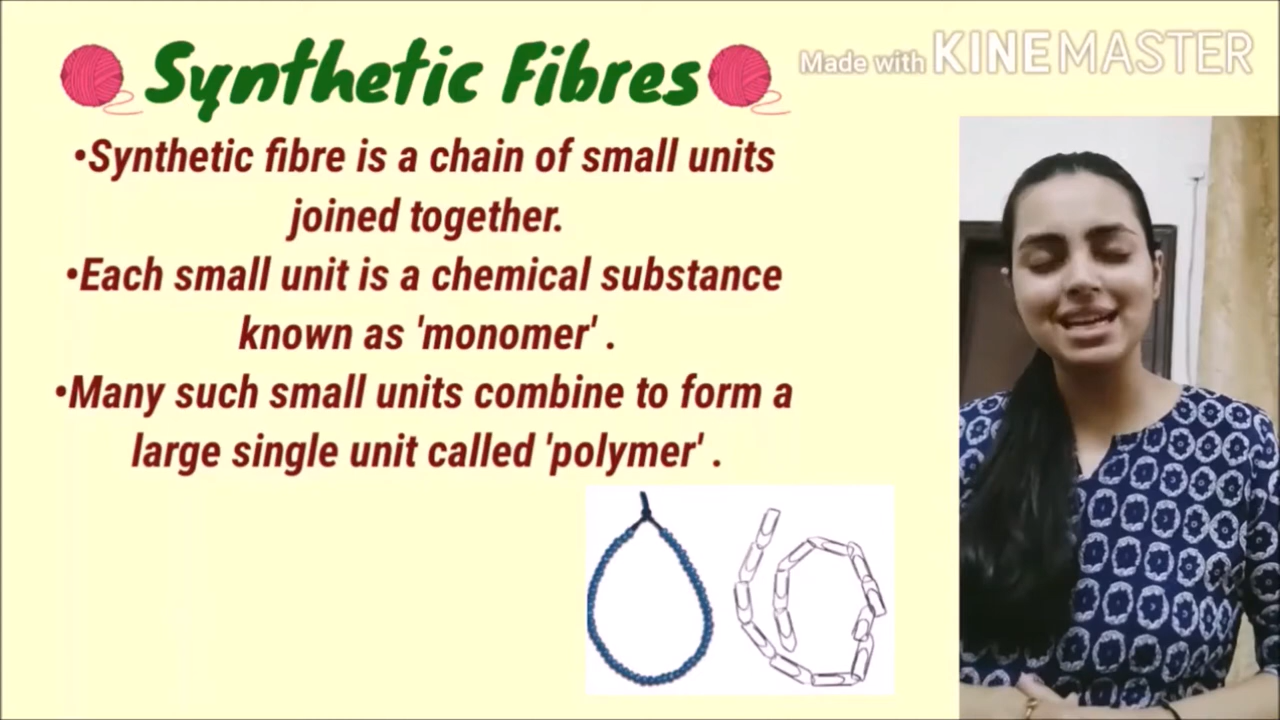 Synthetic Fibres
Made with KINEMASTER
•Synthetic fibre is a chain of small units
joined together.
•Each small unit is a chemical substance
known as 'monomer' .
•Many such small units combine to form a
large single unit called 'polymer' .